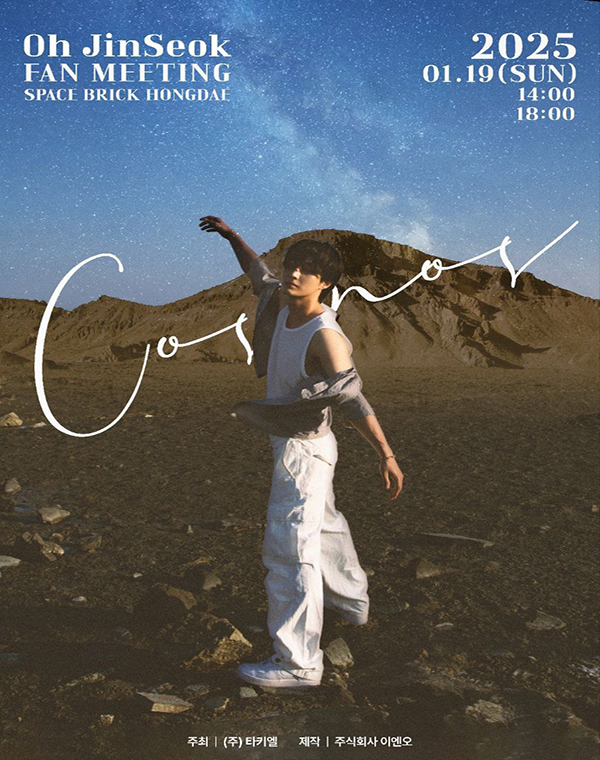 Oh JinSeok
FAN MEETING
SPACE BRICK HONGDAE
2025
01.19(SUN)
14:00
18:00
Cosmos
주최 | (주) 타키엘 제작 | 주식회사 이엔오